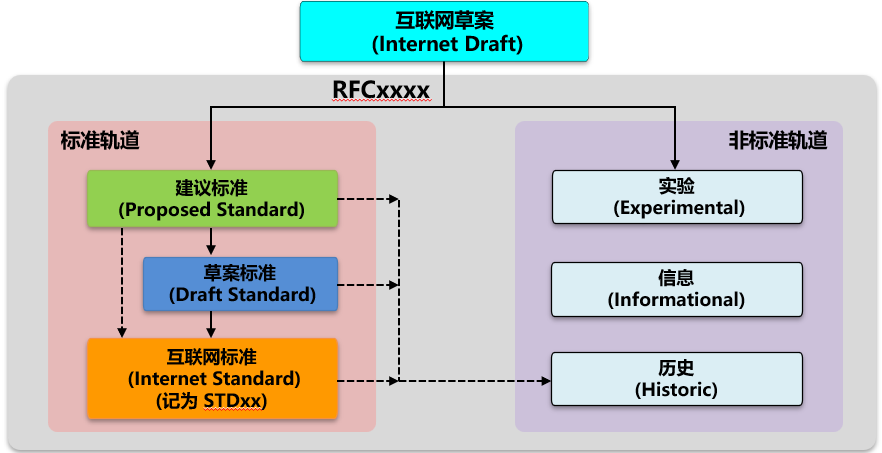 互联网草案
(Internet Draft)
RFCxxxx
标准轨道
建议标准
(Proposed Standard)
草案标准
(Draft Standard)
互联网标准
(Internet Standard)
(记为 STDxx)
非标准轨道
实验
(Experimental)
信息
(Informational)
历史
(Historic)